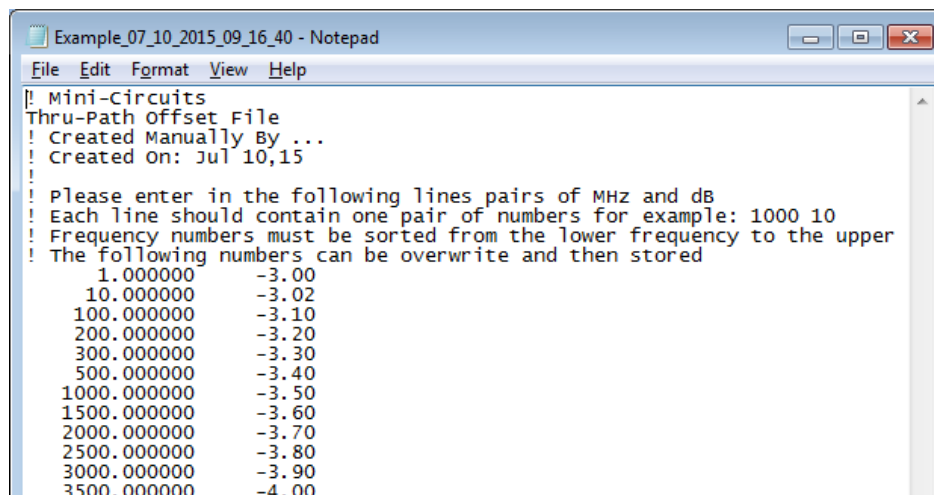 Example_07_10_2015_09_16_40 - Notepad
File Edit Format View Help
! Mini-Circuits
Thru-Path Offset File
! Created Manually By ...
! Created On: Jul 10,15
!
! Please enter in the following lines pairs of MHz and dB
! Each line should contain one pair of numbers for example: 1000 10
! Frequency numbers must be sorted from the lower frequency to the upper
! The following numbers can be overwrite and then stored
1.000000 -3.00
10.000000 -3.02
100.000000 -3.10
200.000000 -3.20
300.000000 -3.30
500.000000 -3.40
1000.000000 -3.50
1500.000000 -3.60
2000.000000 -3.70
2500.000000 -3.80
3000.000000 -3.90
3500.000000 -4.00